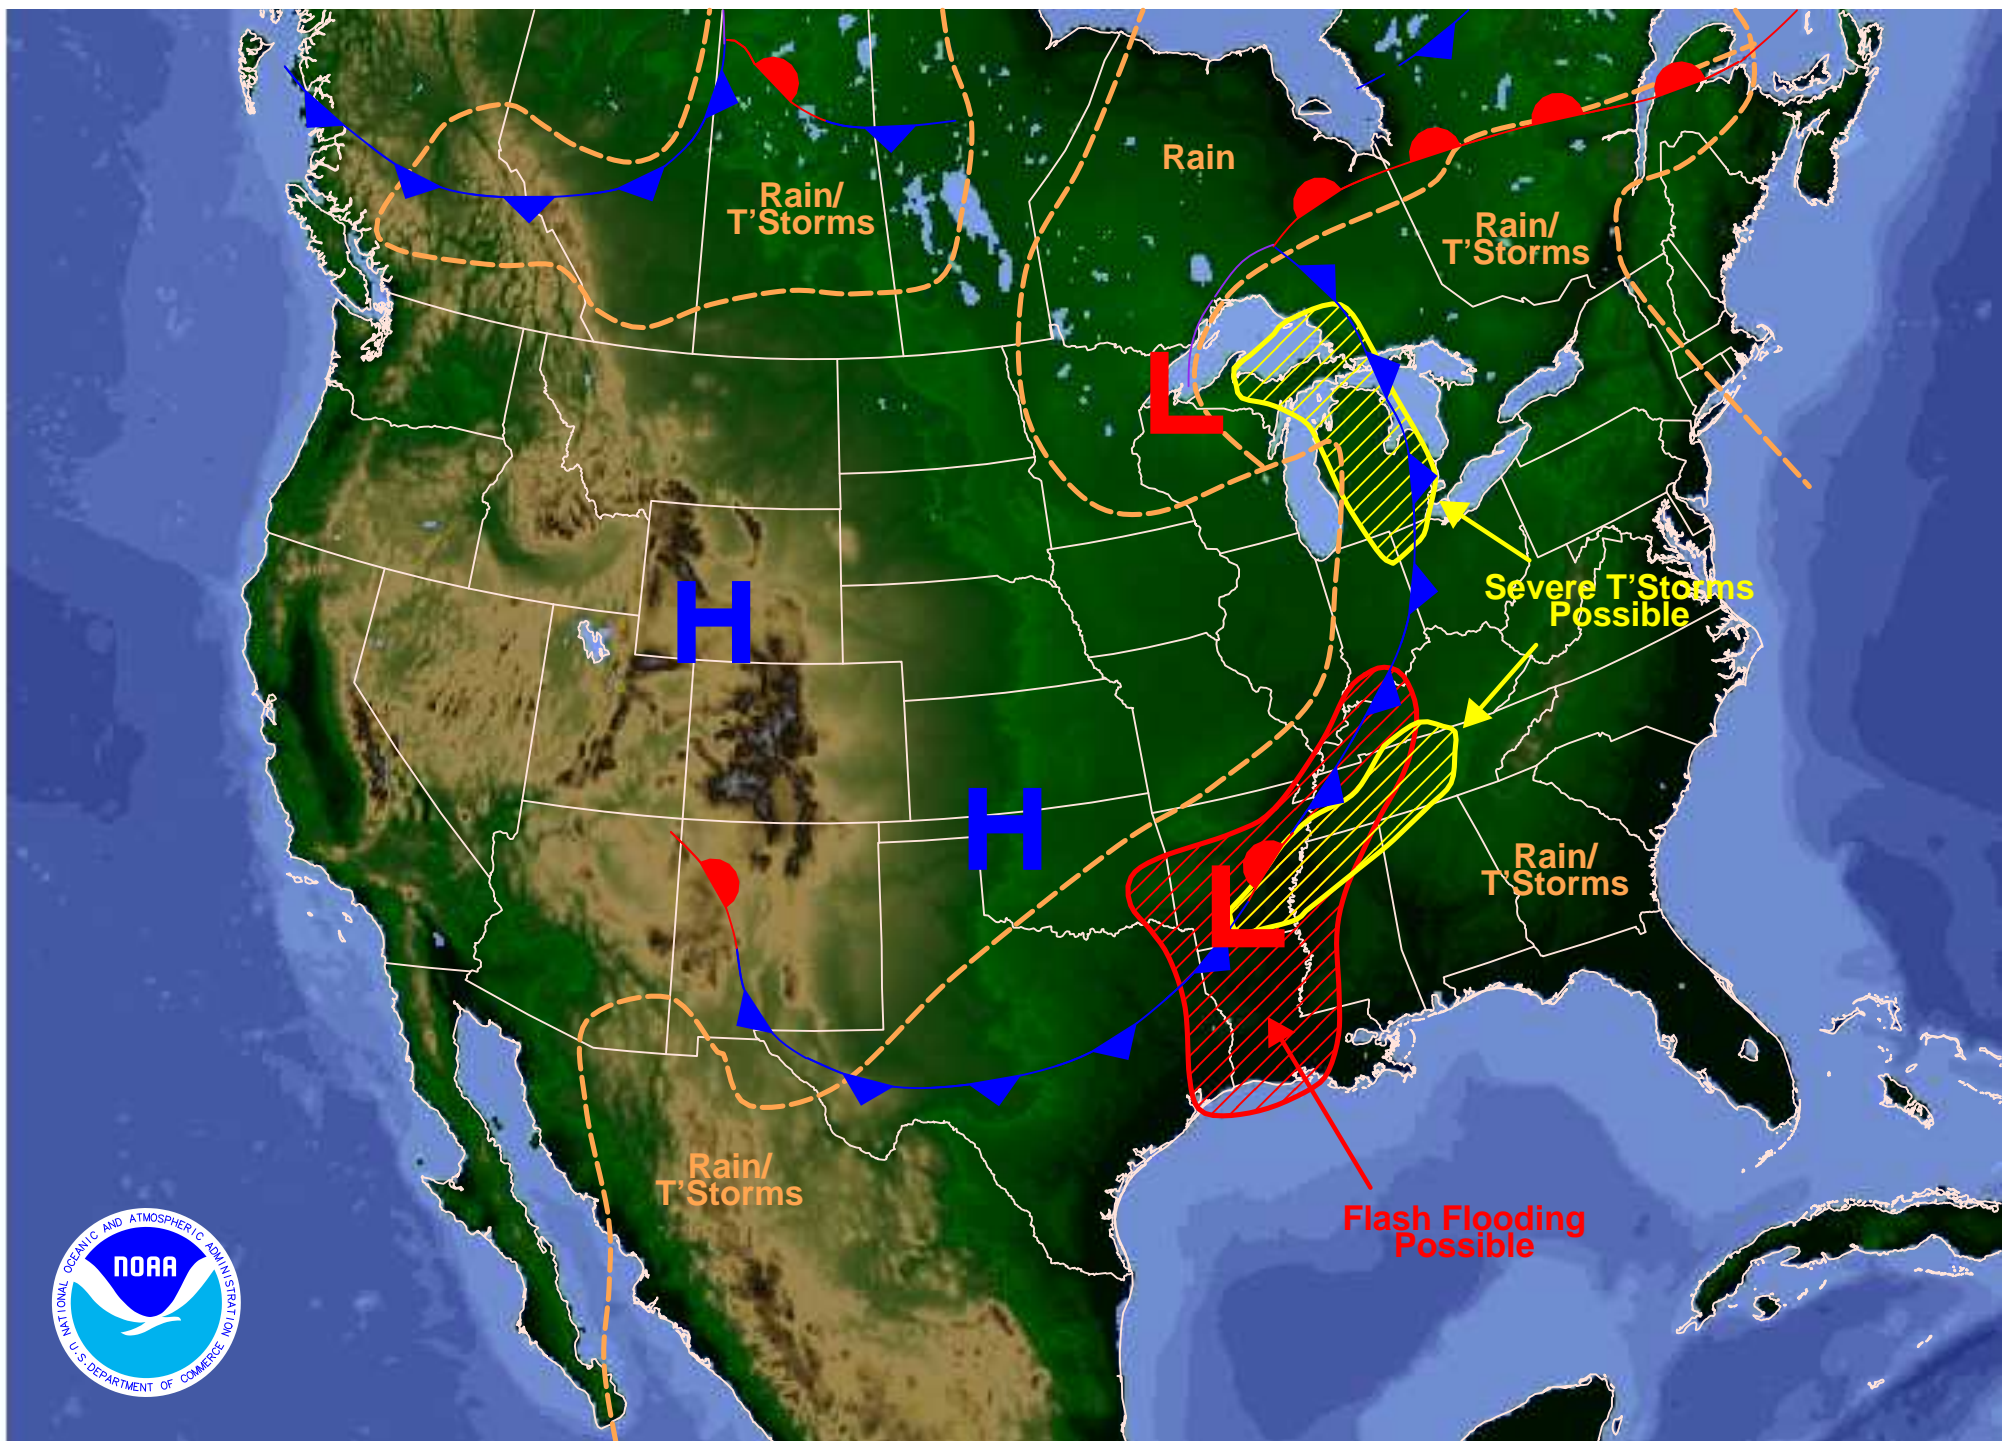 Rain
Rain/
T'Storms
Rain/
T'Storms
L
Severe T'Storms
Possible
H
H
L
Rain/
T'Storms
Rain/
T'Storms
Flash Flooding
Possible
NATIONAL OCEANIC AND ATMOSPHERIC ADMINISTRATION
NOAA
U.S. DEPARTMENT OF COMMERCE